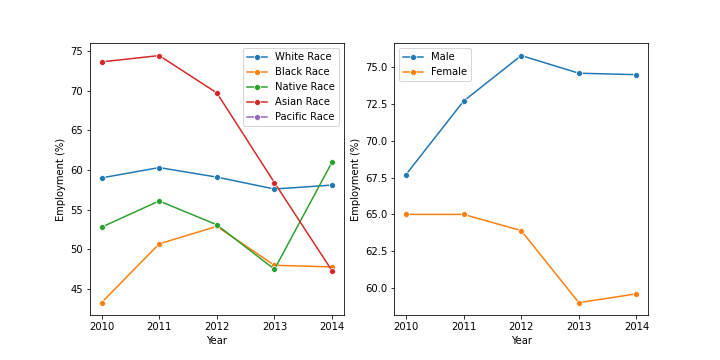 75
70
65
60
55
50
45
Employment (%)
2010 2011 2012 2013 2014
Year
White Race
Black Race
Native Race
Asian Race
Pacific Race
75.0
72.5
70.0
67.5
65.0
62.5
60.0
Employment (%)
2010 2011 2012 2013 2014
Year
Male
Female